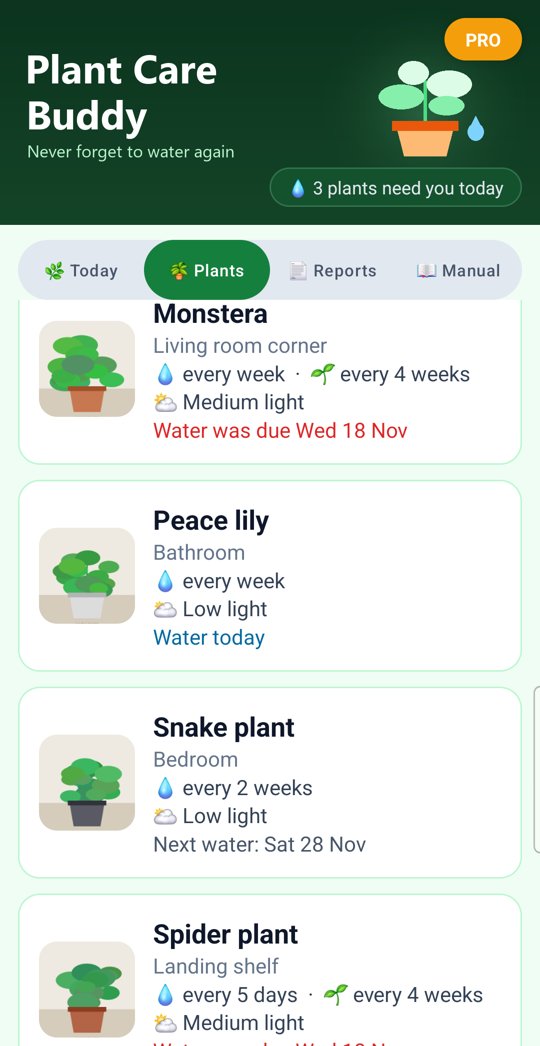 PRO
Plant Care
Buddy
Never forget to water again
3 plants need you today
Today
Plants
Reports
Manual
Monstera
Living room corner
every week · every 4 weeks
Medium light
Water was due Wed 18 Nov
Peace lily
Bathroom
every week
Low light
Water today
Snake plant
Bedroom
every 2 weeks
Low light
Next water: Sat 28 Nov
Spider plant
Landing shelf
every 5 days · every 4 weeks
Medium light